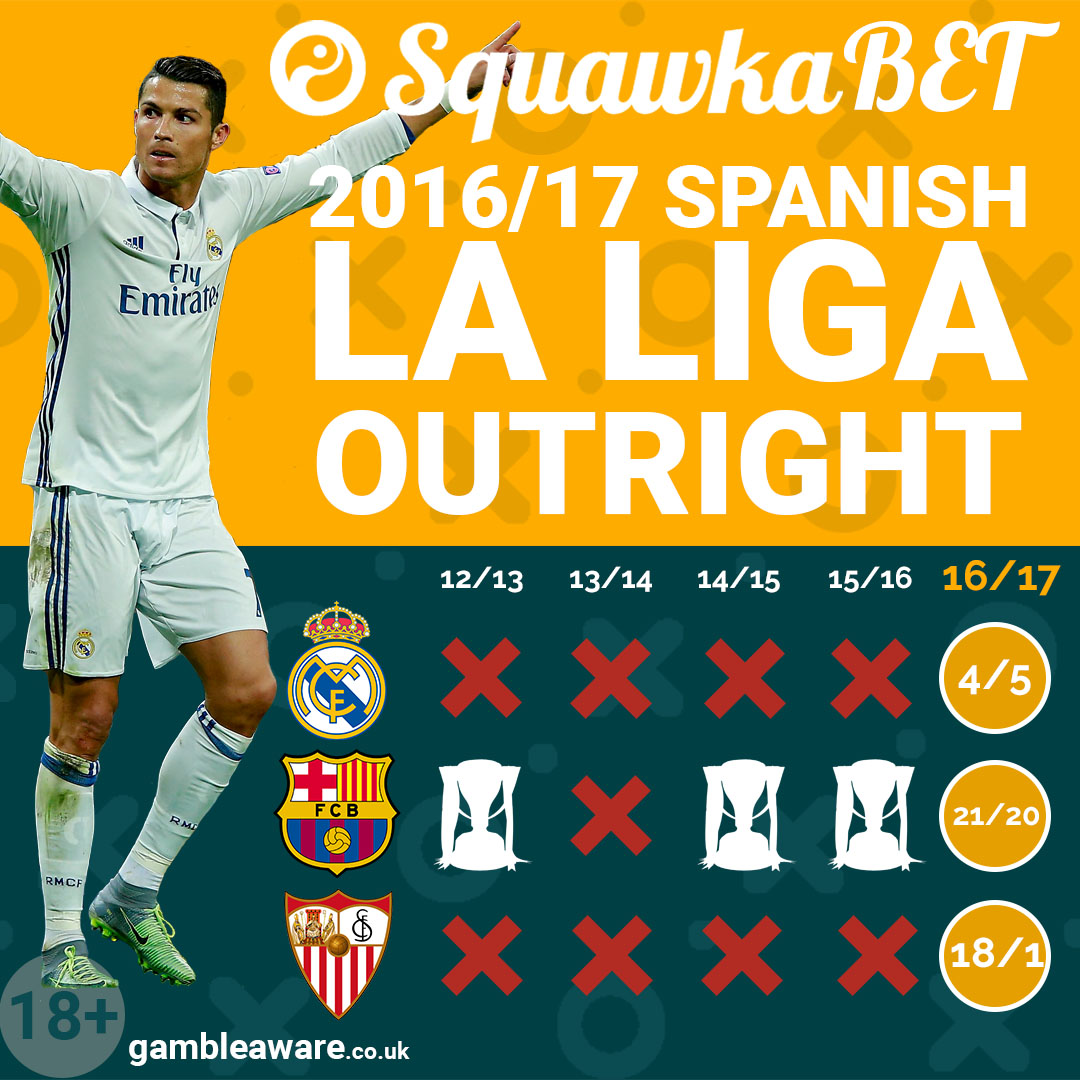 SquawkaBET
2016/17 SPANISH
LA LIGA
OUTRIGHT
Fly
Emirates
12/13 13/14 14/15 15/16 16/17
4/5
FCB
21/20
RMCF
18/1
18+
gambleaware.co.uk